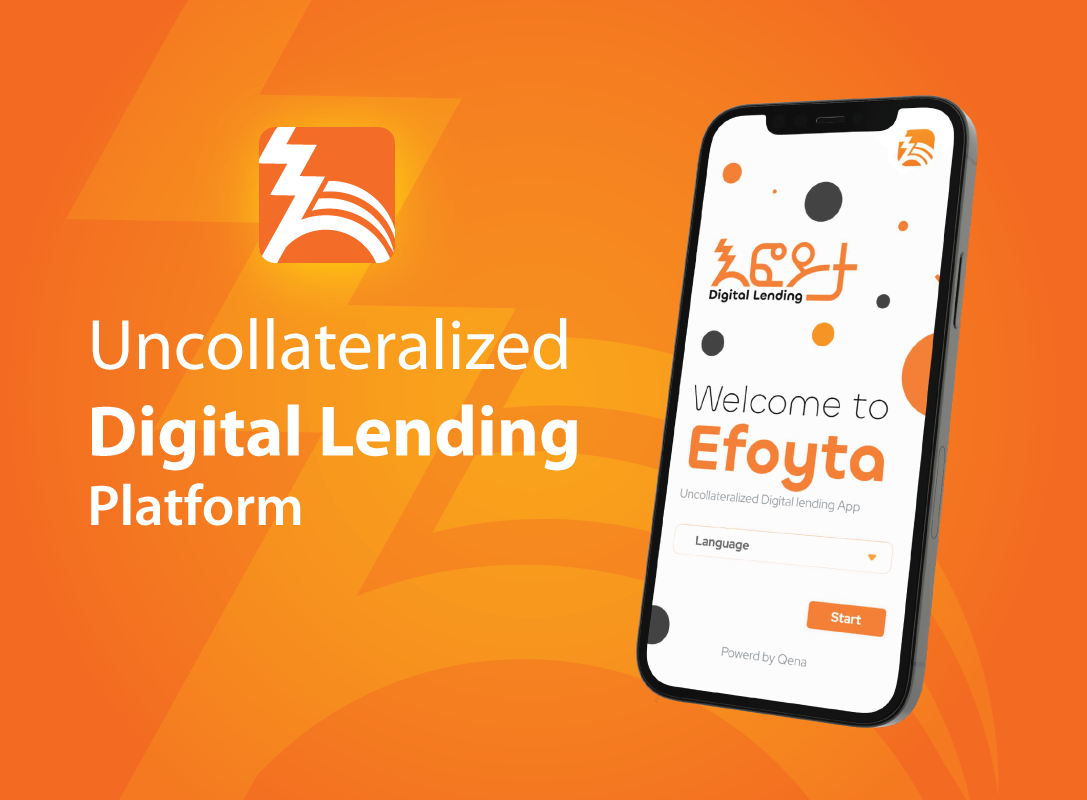 Uncollateralized
Digital Lending
Platform
እፎይታ
Digital Lending
Welcome to
Efoyta
Uncollateralized Digital lending App
Language
Start
Powerd by Qena